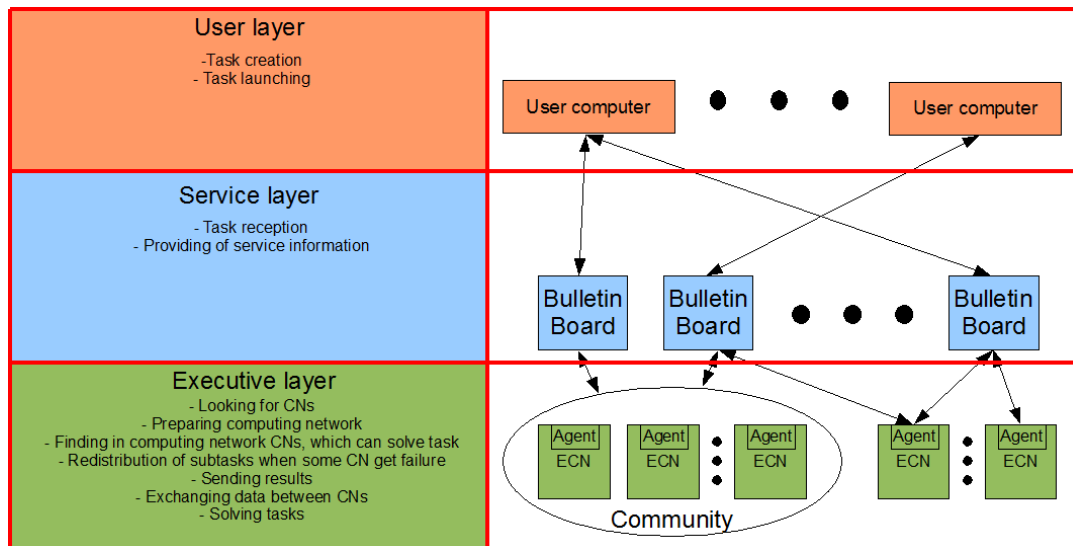 User layer
-Task creation
- Task launching
User computer
User computer
Service layer
- Task reception
- Providing of service information
Bulletin
Board
Bulletin
Board
Bulletin
Board
Executive layer
- Looking for CNs
- Preparing computing network
- Finding in computing network CNs, which can solve task
- Redistribution of subtasks when some CN get failure
- Sending results
- Exchanging data between CNs
- Solving tasks
Agent
ECN
Agent
ECN
Agent
ECN
Community
Agent
ECN
Agent
ECN